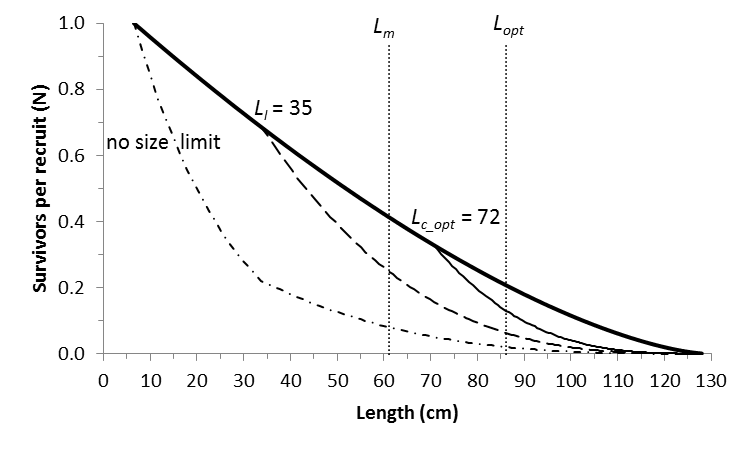 L_m
L_opt
1.0
0.8
0.6
0.4
0.2
0.0
Survivors per recruit (N)
L_l = 35
no size limit
L_c_opt = 72
0 10 20 30 40 50 60 70 80 90 100 110 120 130
Length (cm)